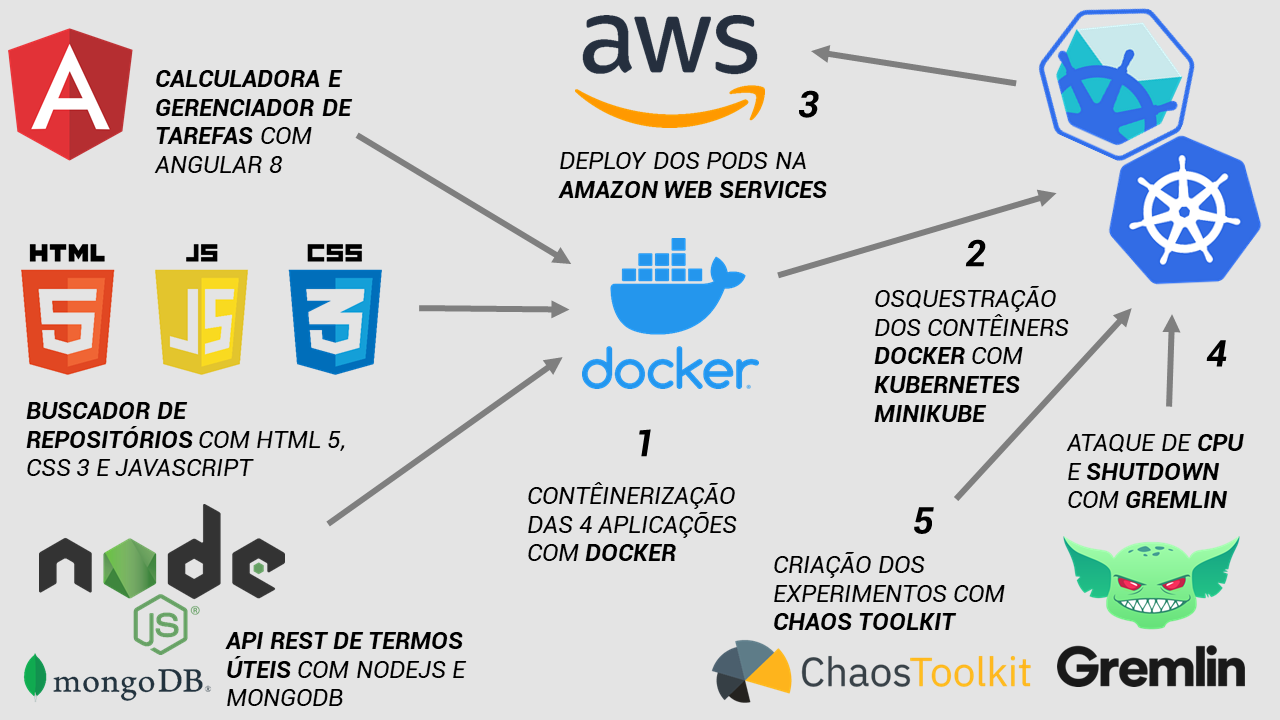 A
CALCULADORA E
GERENCIADOR DE
TAREFAS COM
ANGULAR 8
aws
3
DEPLOY DOS PODS NA
AMAZON WEB SERVICES
HTML
JS
CSS
5
JS
3
BUSCADOR DE
REPOSITÓRIOS COM HTML 5,
CSS 3 E JAVASCRIPT
docker
1
CONTÊINERIZAÇÃO
DAS 4 APLICAÇÕES
COM DOCKER
2
OSQUESTRAÇÃO
DOS CONTÊINERS
DOCKER COM
KUBERNETES
MINIKUBE
4
ATAQUE DE CPU
E SHUTDOWN
COM GREMLIN
Gremlin
5
CRIAÇÃO DOS
EXPERIMENTOS COM
CHAOS TOOLKIT
ChaosToolkit
node
JS®
mongoDB®
API REST DE TERMOS
ÚTEIS COM NODEJS E
MONGODB